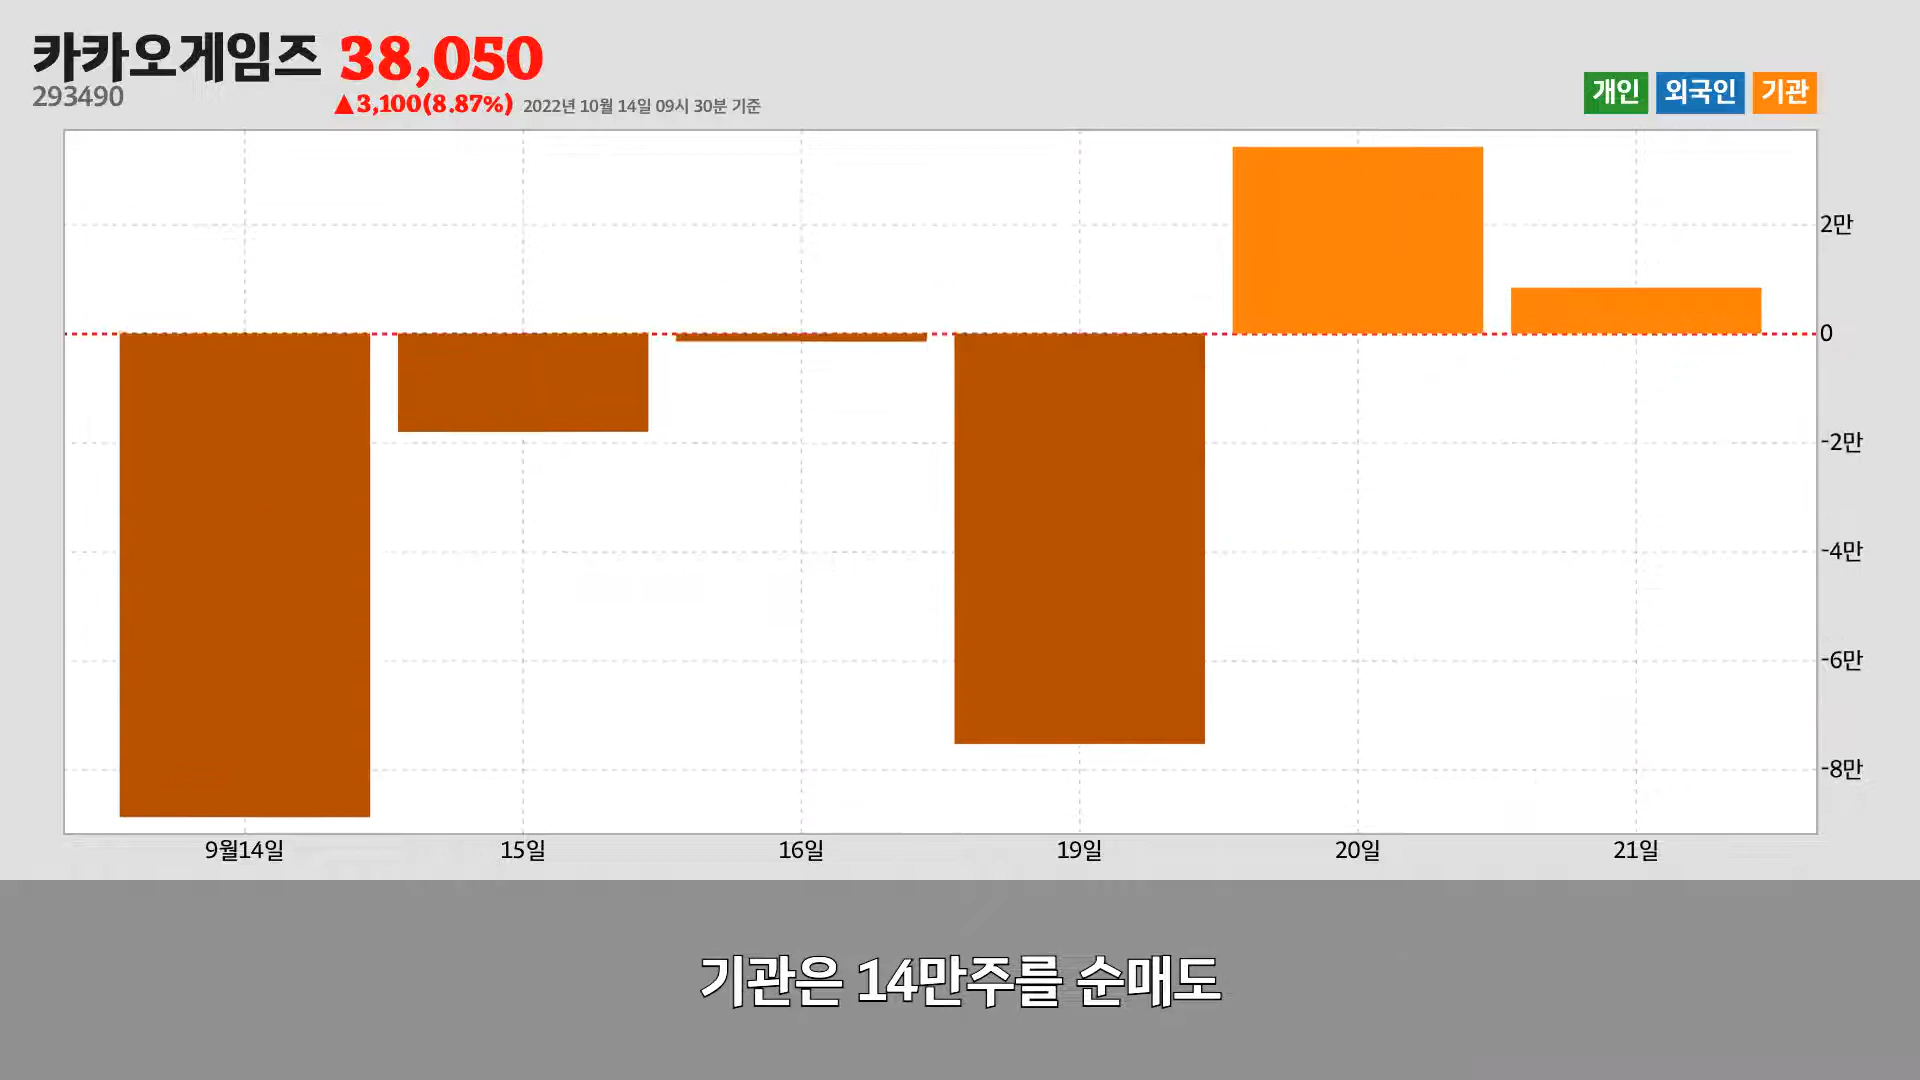 카카오게임즈 38,050
293490
▲3,100(8.87%) 2022년 10월 14일 09시 30분 기준
개인 외국인 기관
2만
0
-2만
-4만
-6만
-8만
9월14일 15일 16일 19일 20일 21일
기관은 14만주를 순매도